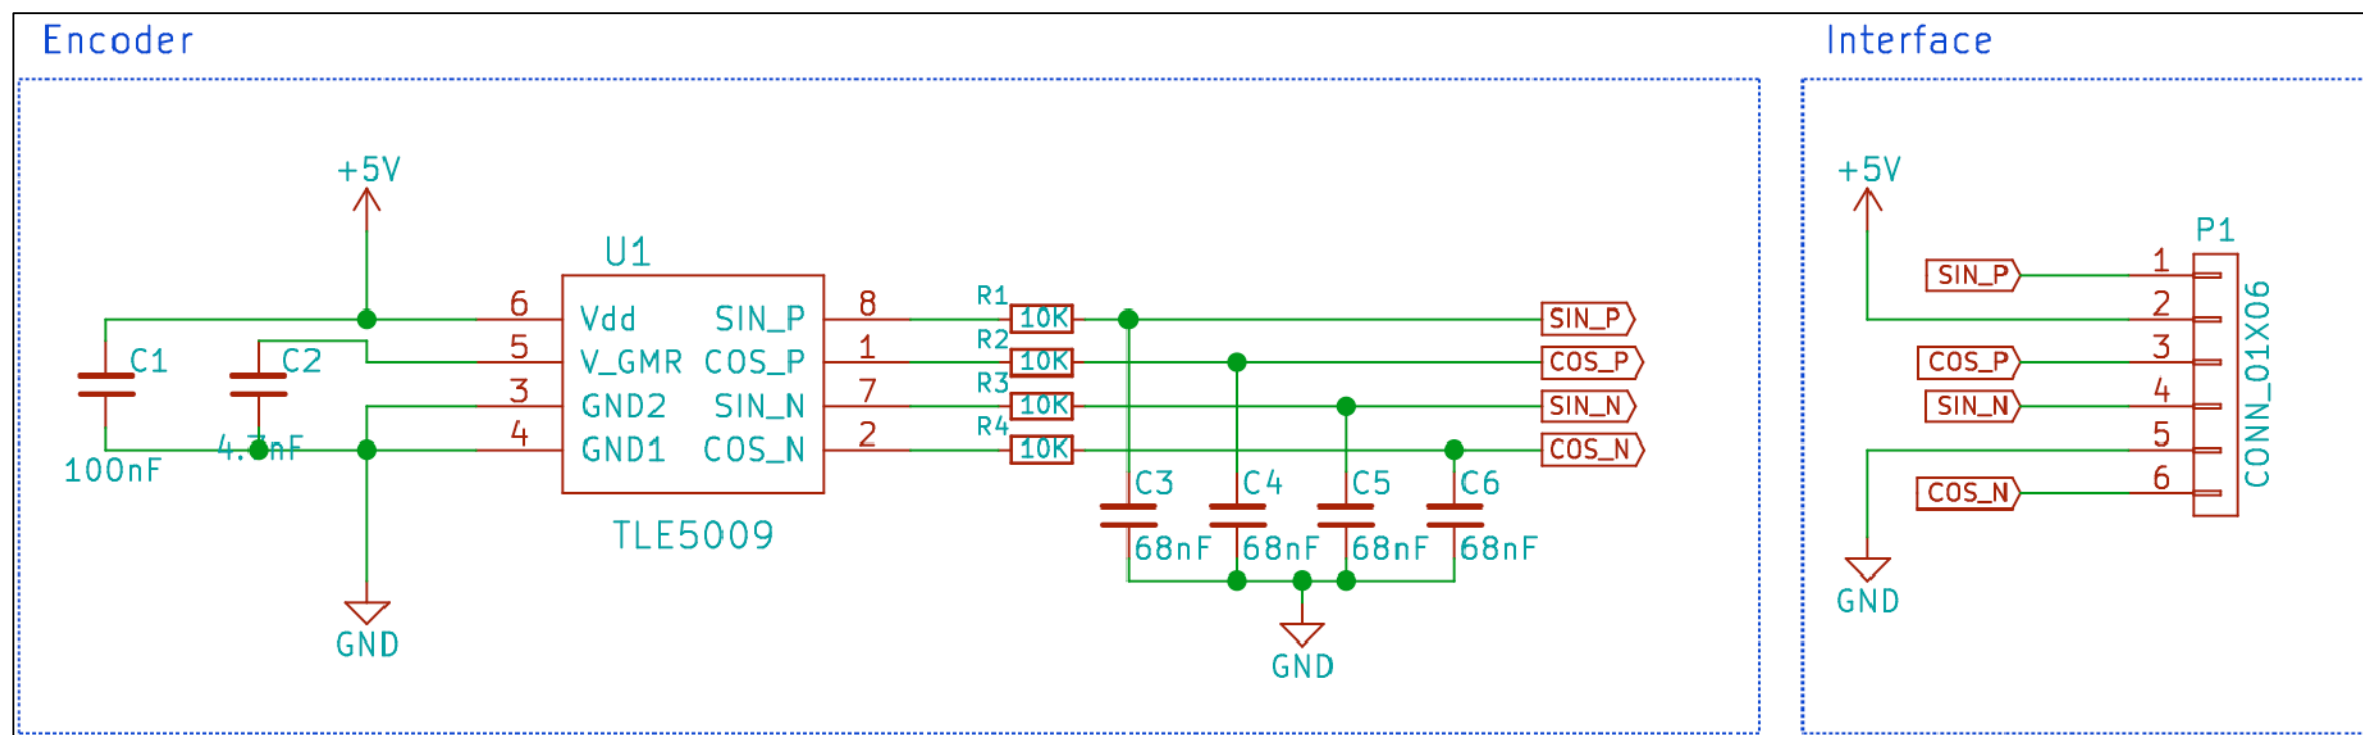 Encoder
Interface
+5V
+5V
U1
P1
6
Vdd
SIN_P
8
R1
10K
SIN_P
5
V_GMR
COS_P
1
R2
10K
COS_P
3
GND2
SIN_N
7
R3
10K
SIN_N
4
GND1
COS_N
2
R4
10K
COS_N
C1
100nF
C2
4.7nF
TLE5009
C3
68nF
C4
68nF
C5
68nF
C6
68nF
GND
GND
SIN_P
1
2
COS_P
3
SIN_N
4
5
COS_N
6
CONN_01X06
GND